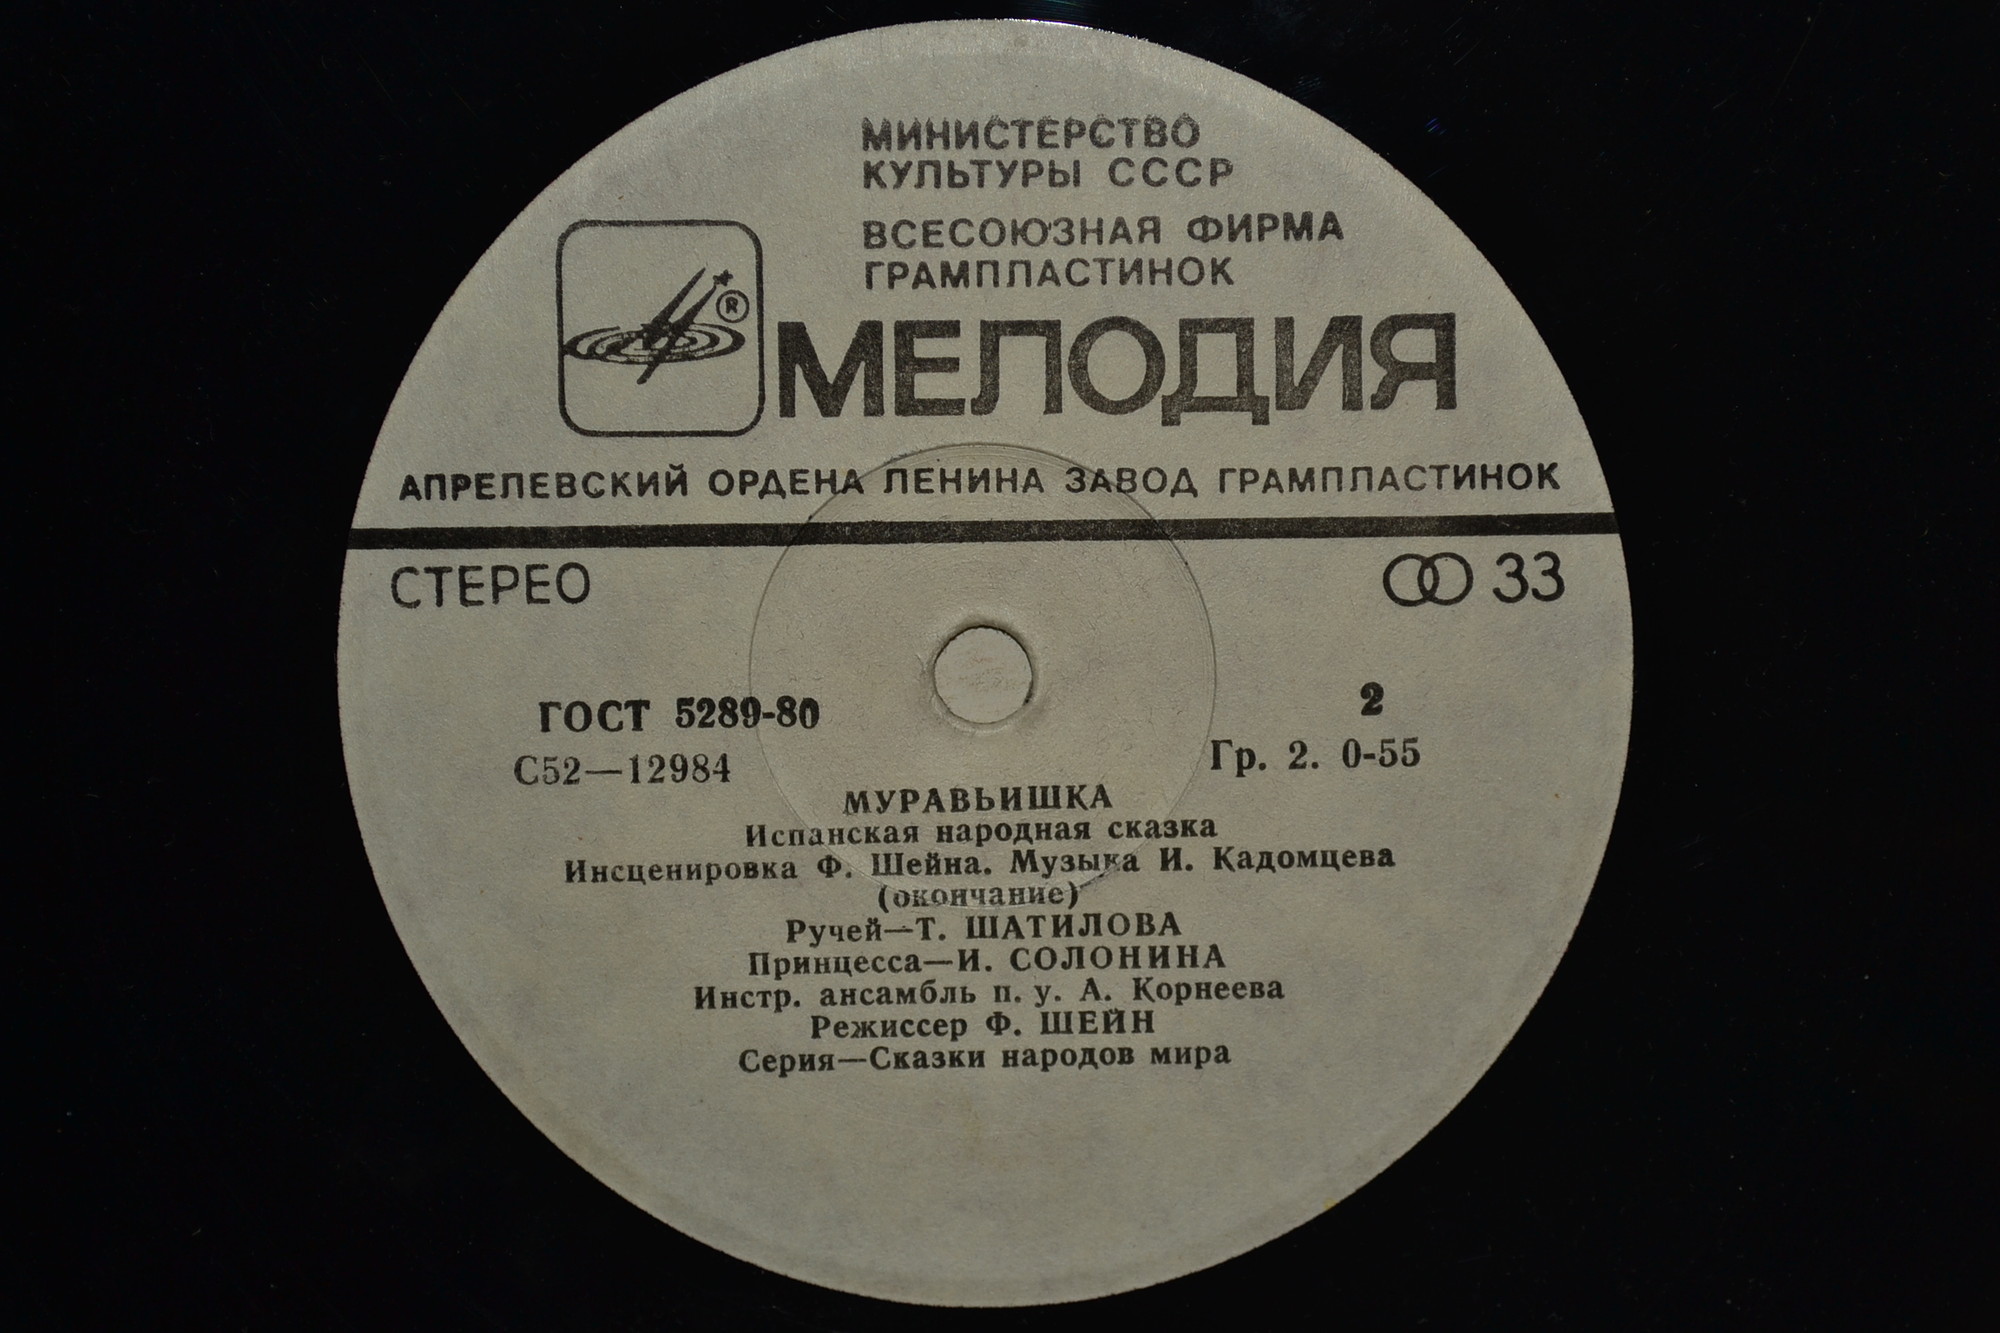 МИНИСТЕРСТВО
КУЛЬТУРЫ СССР
ВСЕСОЮЗНАЯ ФИРМА
ГРАМПЛАСТИНОК
®
МЕЛОДИЯ
АПРЕЛЕВСКИЙ ОРДЕНА ЛЕНИНА ЗАВОД ГРАМПЛАСТИНОК
СТЕРЕО
33
ГОСТ 5289-80
2
С52—12984
Гр. 2. 0-55
МУРАВЬИШКА
Испанская народная сказка
Инсценировка Ф. Шейна. Музыка И. Кадомцева
(окончание)
Ручей—Т. ШАТИЛОВА
Принцесса—И. СОЛОНИНА
Инстр. ансамбль п. у. А. Корнеева
Режиссер Ф. ШЕЙН
Серия—Сказки народов мира